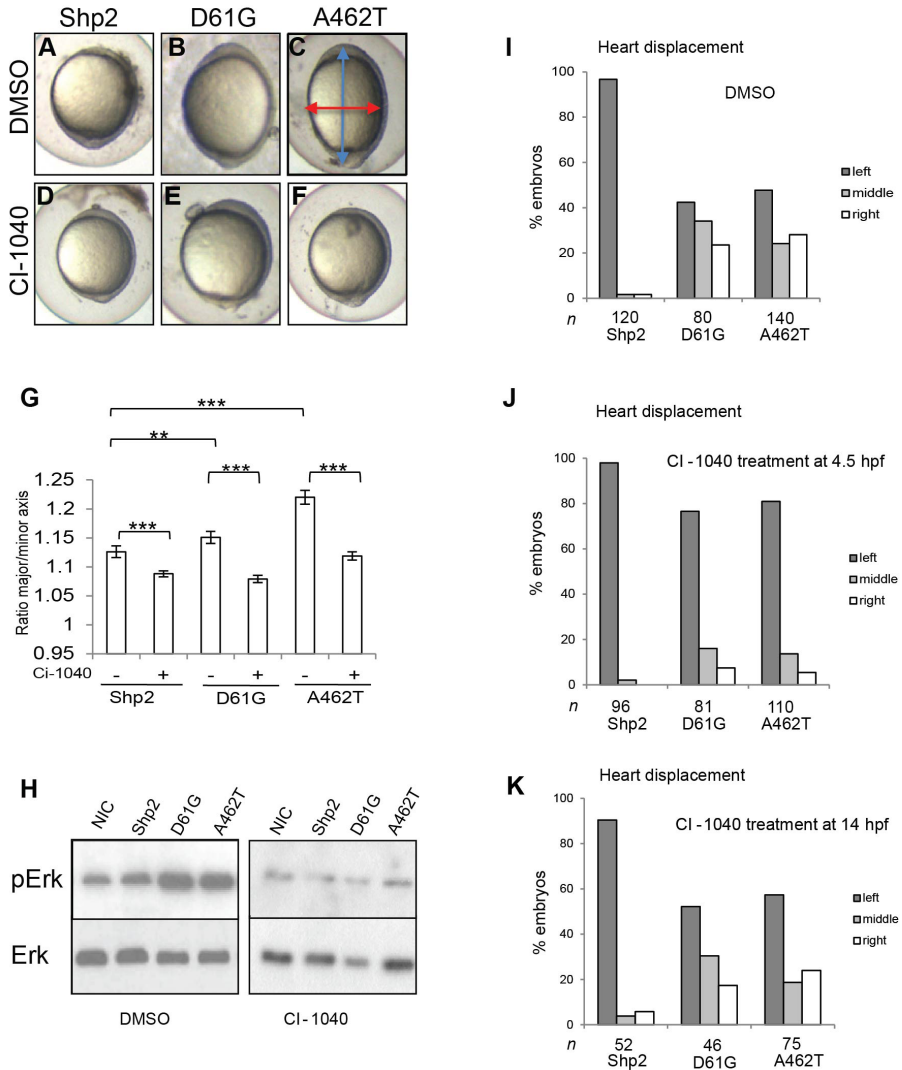 Shp2 D61G A462T
DMSO
A B C
CI-1040
D E F
G
*** 
** 
*** ***
***
Ratio major/minor axis
1.25
1.2
1.15
1.1
1.05
1
0.95
Ci-1040 - + - + - +
Shp2 D61G A462T
H
NIC Shp2 D61G A462T NIC Shp2 D61G A462T
pErk
Erk
DMSO CI-1040
I
Heart displacement
DMSO
% embrvos
100
80
60
40
20
0
left
middle
right
n 120 80 140
Shp2 D61G A462T
J
Heart displacement
CI -1040 treatment at 4.5 hpf
% embryos
100
80
60
40
20
0
left
middle
right
n 96 81 110
Shp2 D61G A462T
K
Heart displacement
CI -1040 treatment at 14 hpf
% embryos
100
80
60
40
20
0
left
middle
right
n 52 46 75
Shp2 D61G A462T